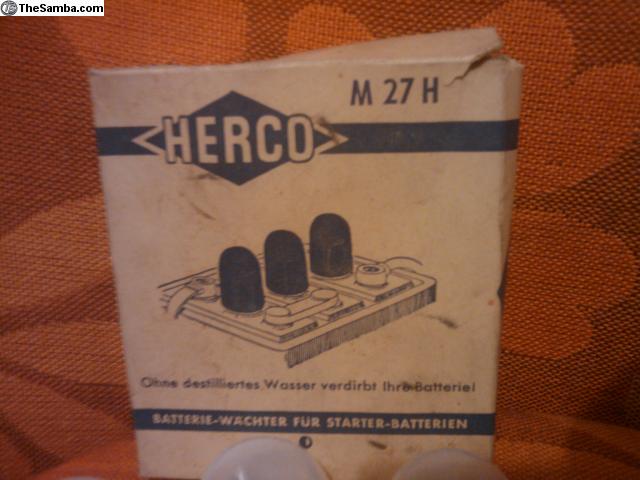 TheSamba.com
M 27 H
HERCO
Ohne destilliertes Wasser verdirbt Ihre Batterie!
BATTERIE-WÄCHTER FÜR STARTER-BATTERIEN